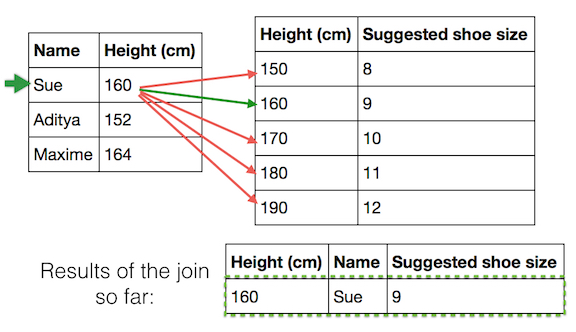 Name Height (cm)
Sue 160
Aditya 152
Maxime 164
Height (cm) Suggested shoe size
150 8
160 9
170 10
180 11
190 12
Results of the join
so far:
Height (cm) Name Suggested shoe size
160 Sue 9